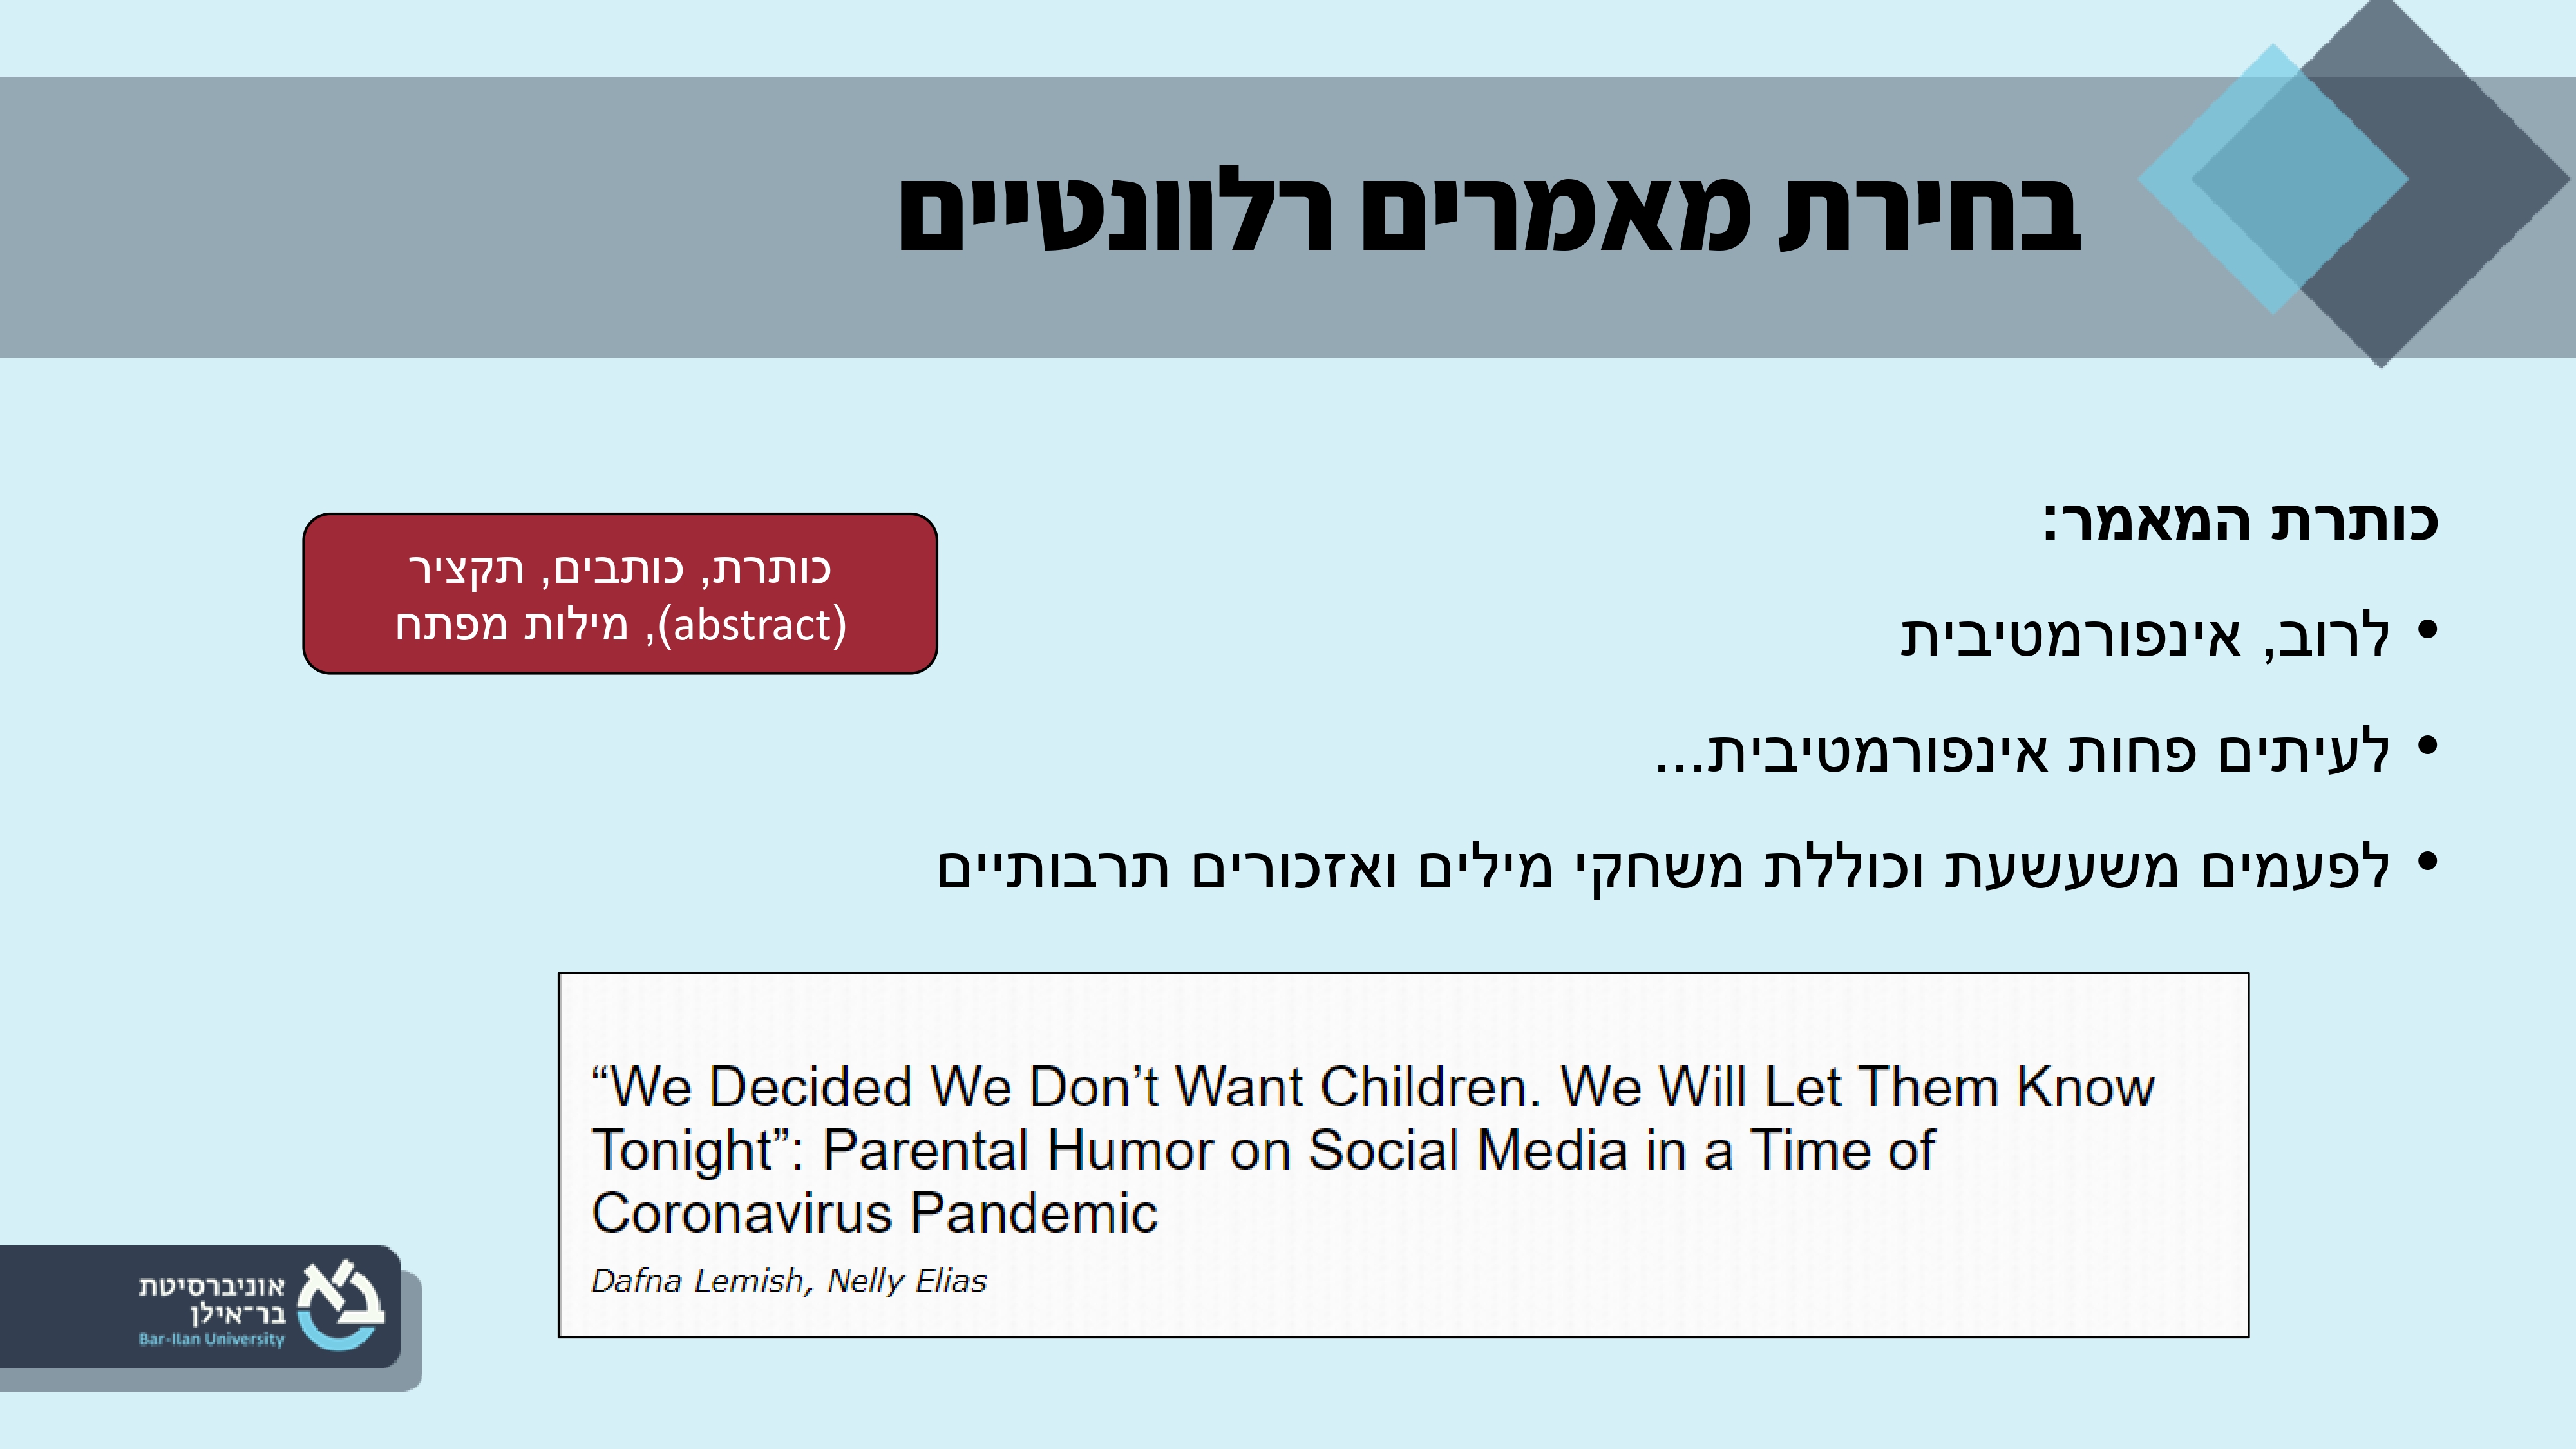 בחירת מאמרים רלוונטיים
כותרת המאמר:
• לרוב, אינפורמטיבית
• לעיתים פחות אינפורמטיבית...
• לפעמים משעשעת וכוללת משחקי מילים ואזכורים תרבותיים
כותרת, כותבים, תקציר
(abstract), מילות מפתח
“We Decided We Don’t Want Children. We Will Let Them Know
Tonight”: Parental Humor on Social Media in a Time of
Coronavirus Pandemic
Dafna Lemish, Nelly Elias
אוניברסיטת
בר־אילן
Bar-Ilan University